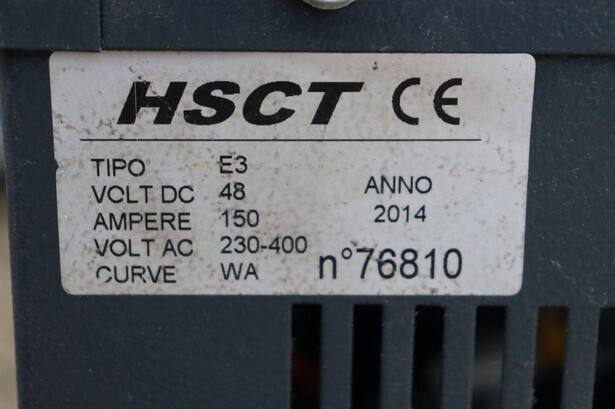 HSCT CE
TIPO E3
VOLT DC 48
AMPERE 150
VOLT AC 230-400
CURVE WA
ANNO
2014
n°76810